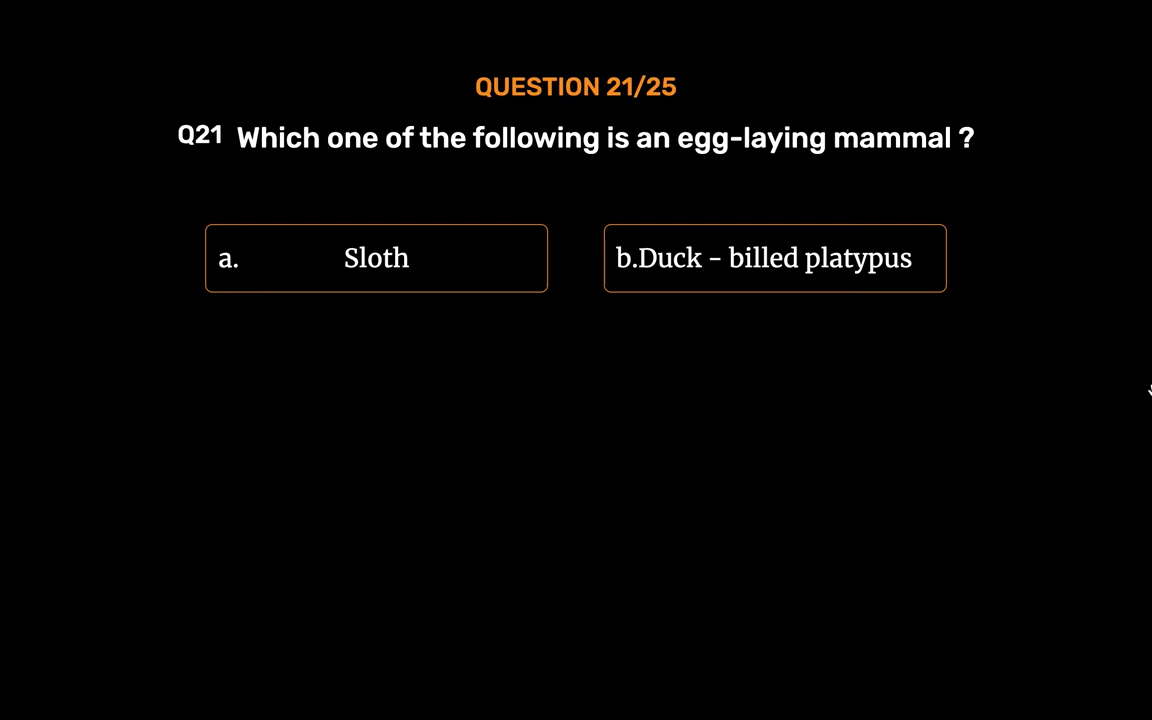 QUESTION 21/25
Q21 Which one of the following is an egg-laying mammal ?
a. Sloth
b.Duck - billed platypus